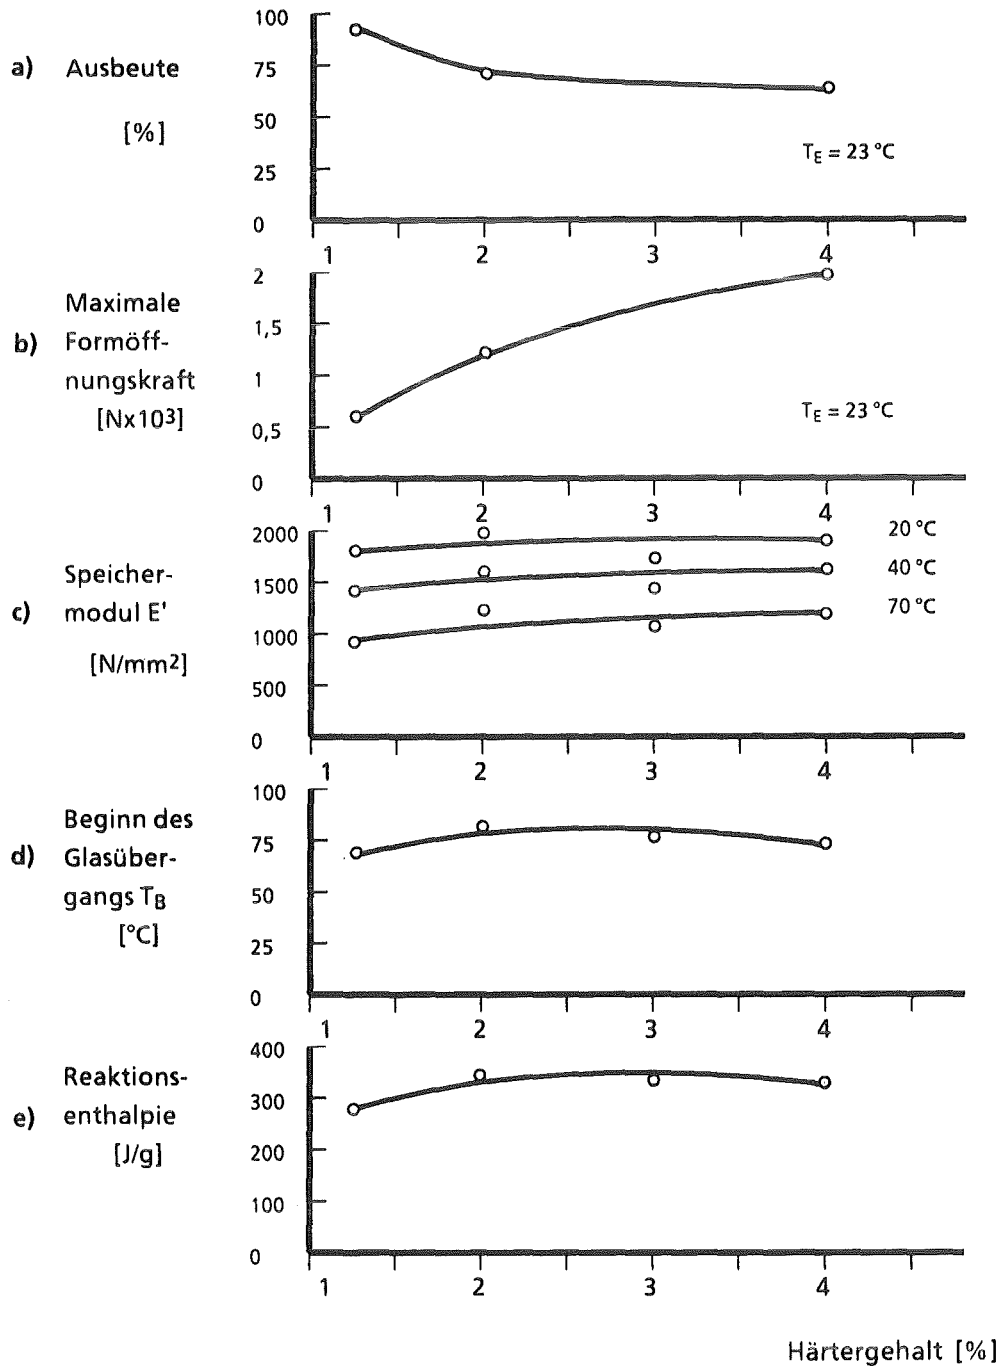 100
a) Ausbeute
75
[%]
50
T_E = 23 °C
25
0
1 2 3 4
2
Maximale
1,5
b) Formöff-
nungskraft
1
[Nx10³]
T_E = 23 °C
0,5
0
1 2 3 4
2000
20 °C
Speicher-
40 °C
1500
c) modul E'
70 °C
1000
[N/mm²]
500
0
1 2 3 4
100
Beginn des
75
d) Glasüber-
gangs T_B
50
[°C]
25
0
1 2 3 4
400
Reaktions-
300
e) enthalpie
[J/g]
200
100
0
1 2 3 4
Härtergehalt [%]